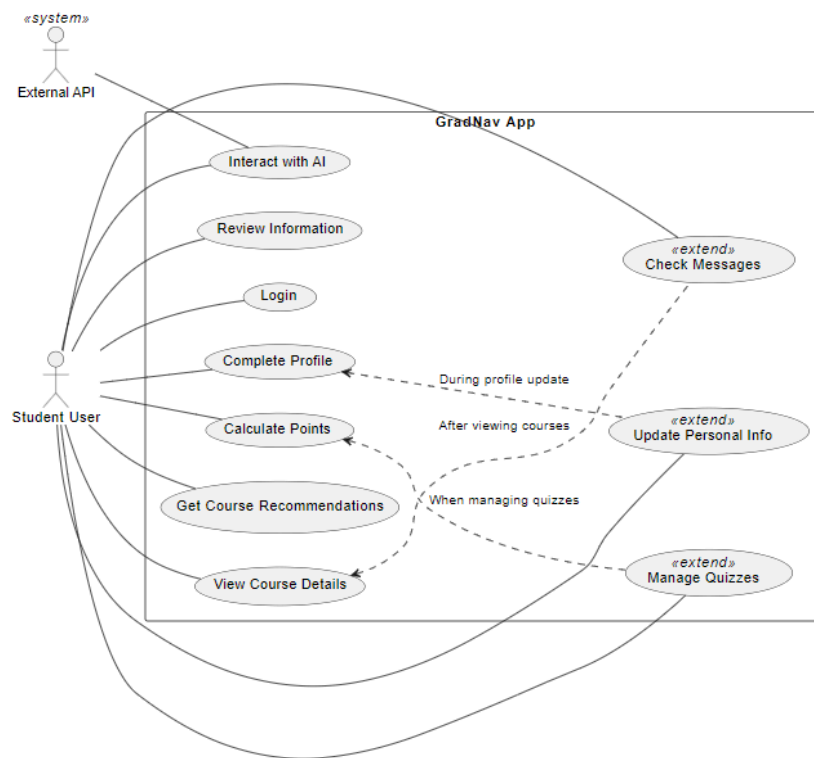 «system»
External API
GradNav App
Interact with AI
Review Information
«extend»
Check Messages
Login
Complete Profile
During profile update
Student User
Calculate Points
After viewing courses
«extend»
Update Personal Info
Get Course Recommendations
When managing quizzes
View Course Details
«extend»
Manage Quizzes